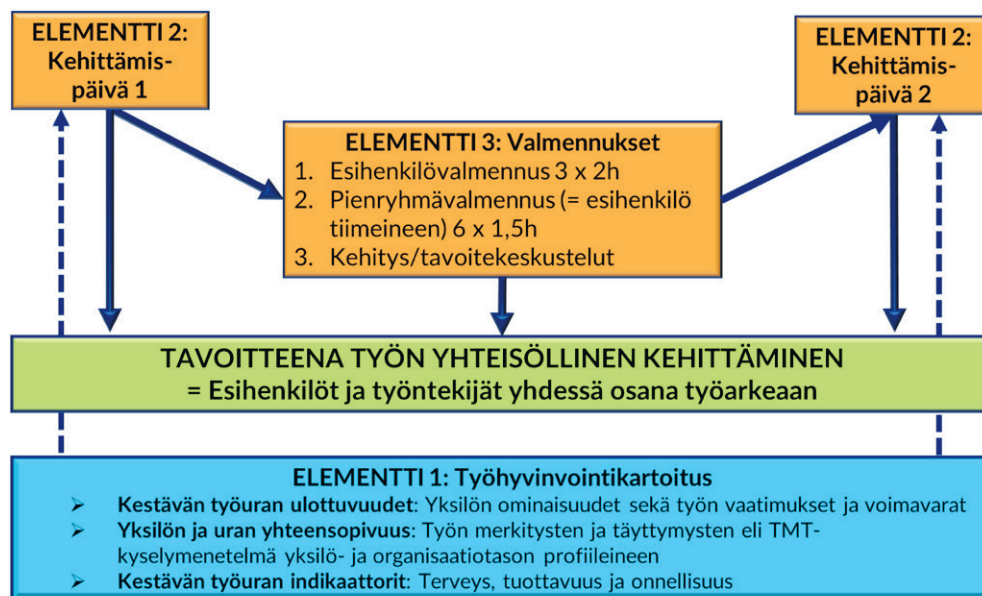 ELEMENTTI 2:
Kehittämis-
päivä 1
ELEMENTTI 2:
Kehittämis-
päivä 2
ELEMENTTI 3: Valmennukset
1. Esihenkilövalmennus 3 x 2h
2. Pienryhmävalmennus (= esihenkilö
tiimeineen) 6 x 1,5h
3. Kehitys/tavoitekeskustelut
TAVOITTEENA TYÖN YHTEISÖLLINEN KEHITTÄMINEN
= Esihenkilöt ja työntekijät yhdessä osana työarkeaan
ELEMENTTI 1: Työhyvinvointikartoitus
➢ Kestävän työuran ulottuvuudet: Yksilön ominaisuudet sekä työn vaatimukset ja voimavarat
➢ Yksilön ja uran yhteensopivuus: Työn merkitysten ja täyttymysten eli TMT-
kyselymenetelmä yksilö- ja organisaatiotason profiileineen
➢ Kestävän työuran indikaattorit: Terveys, tuottavuus ja onnellisuus